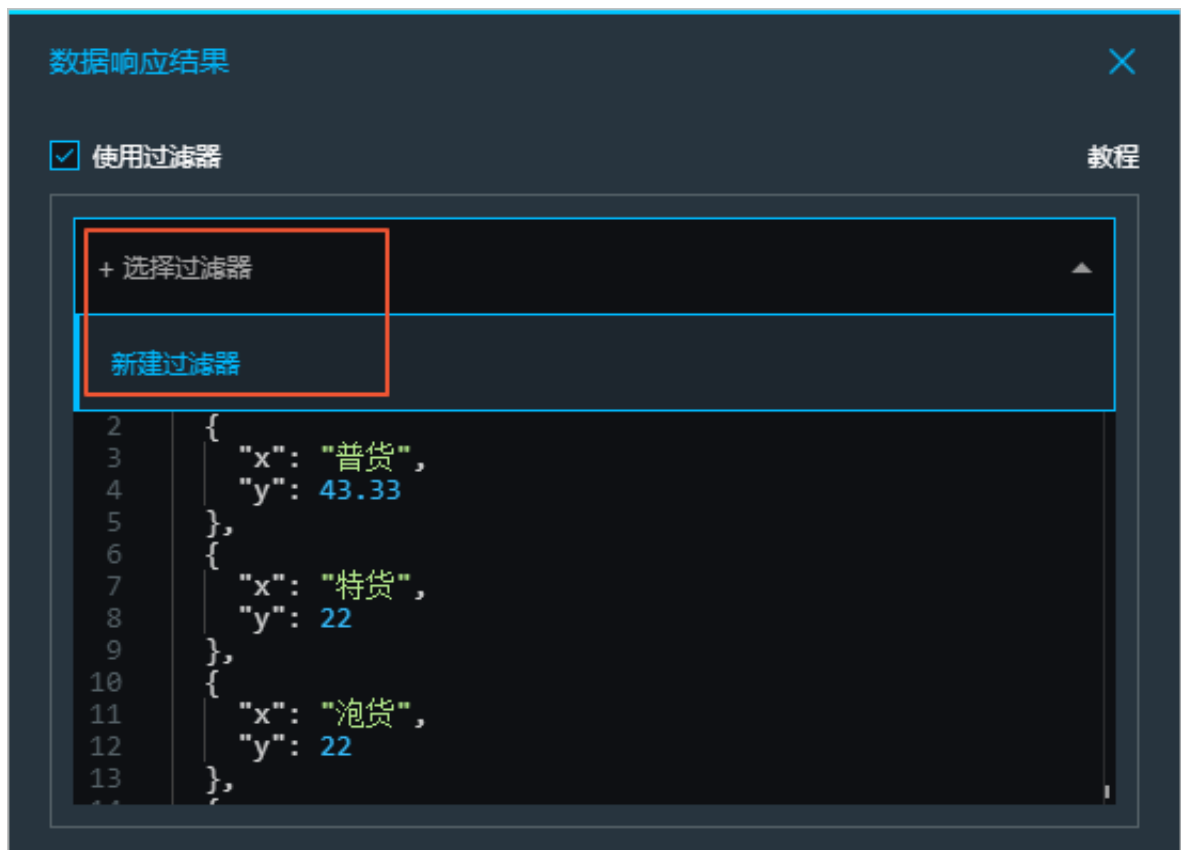 数据响应结果
使用过滤器 教程
+ 选择过滤器
新建过滤器
2 {
3 "x": "普货",
4 "y": 43.33
5 },
6 {
7 "x": "特货",
8 "y": 22
9 },
10 {
11 "x": "泡货",
12 "y": 22
13 },